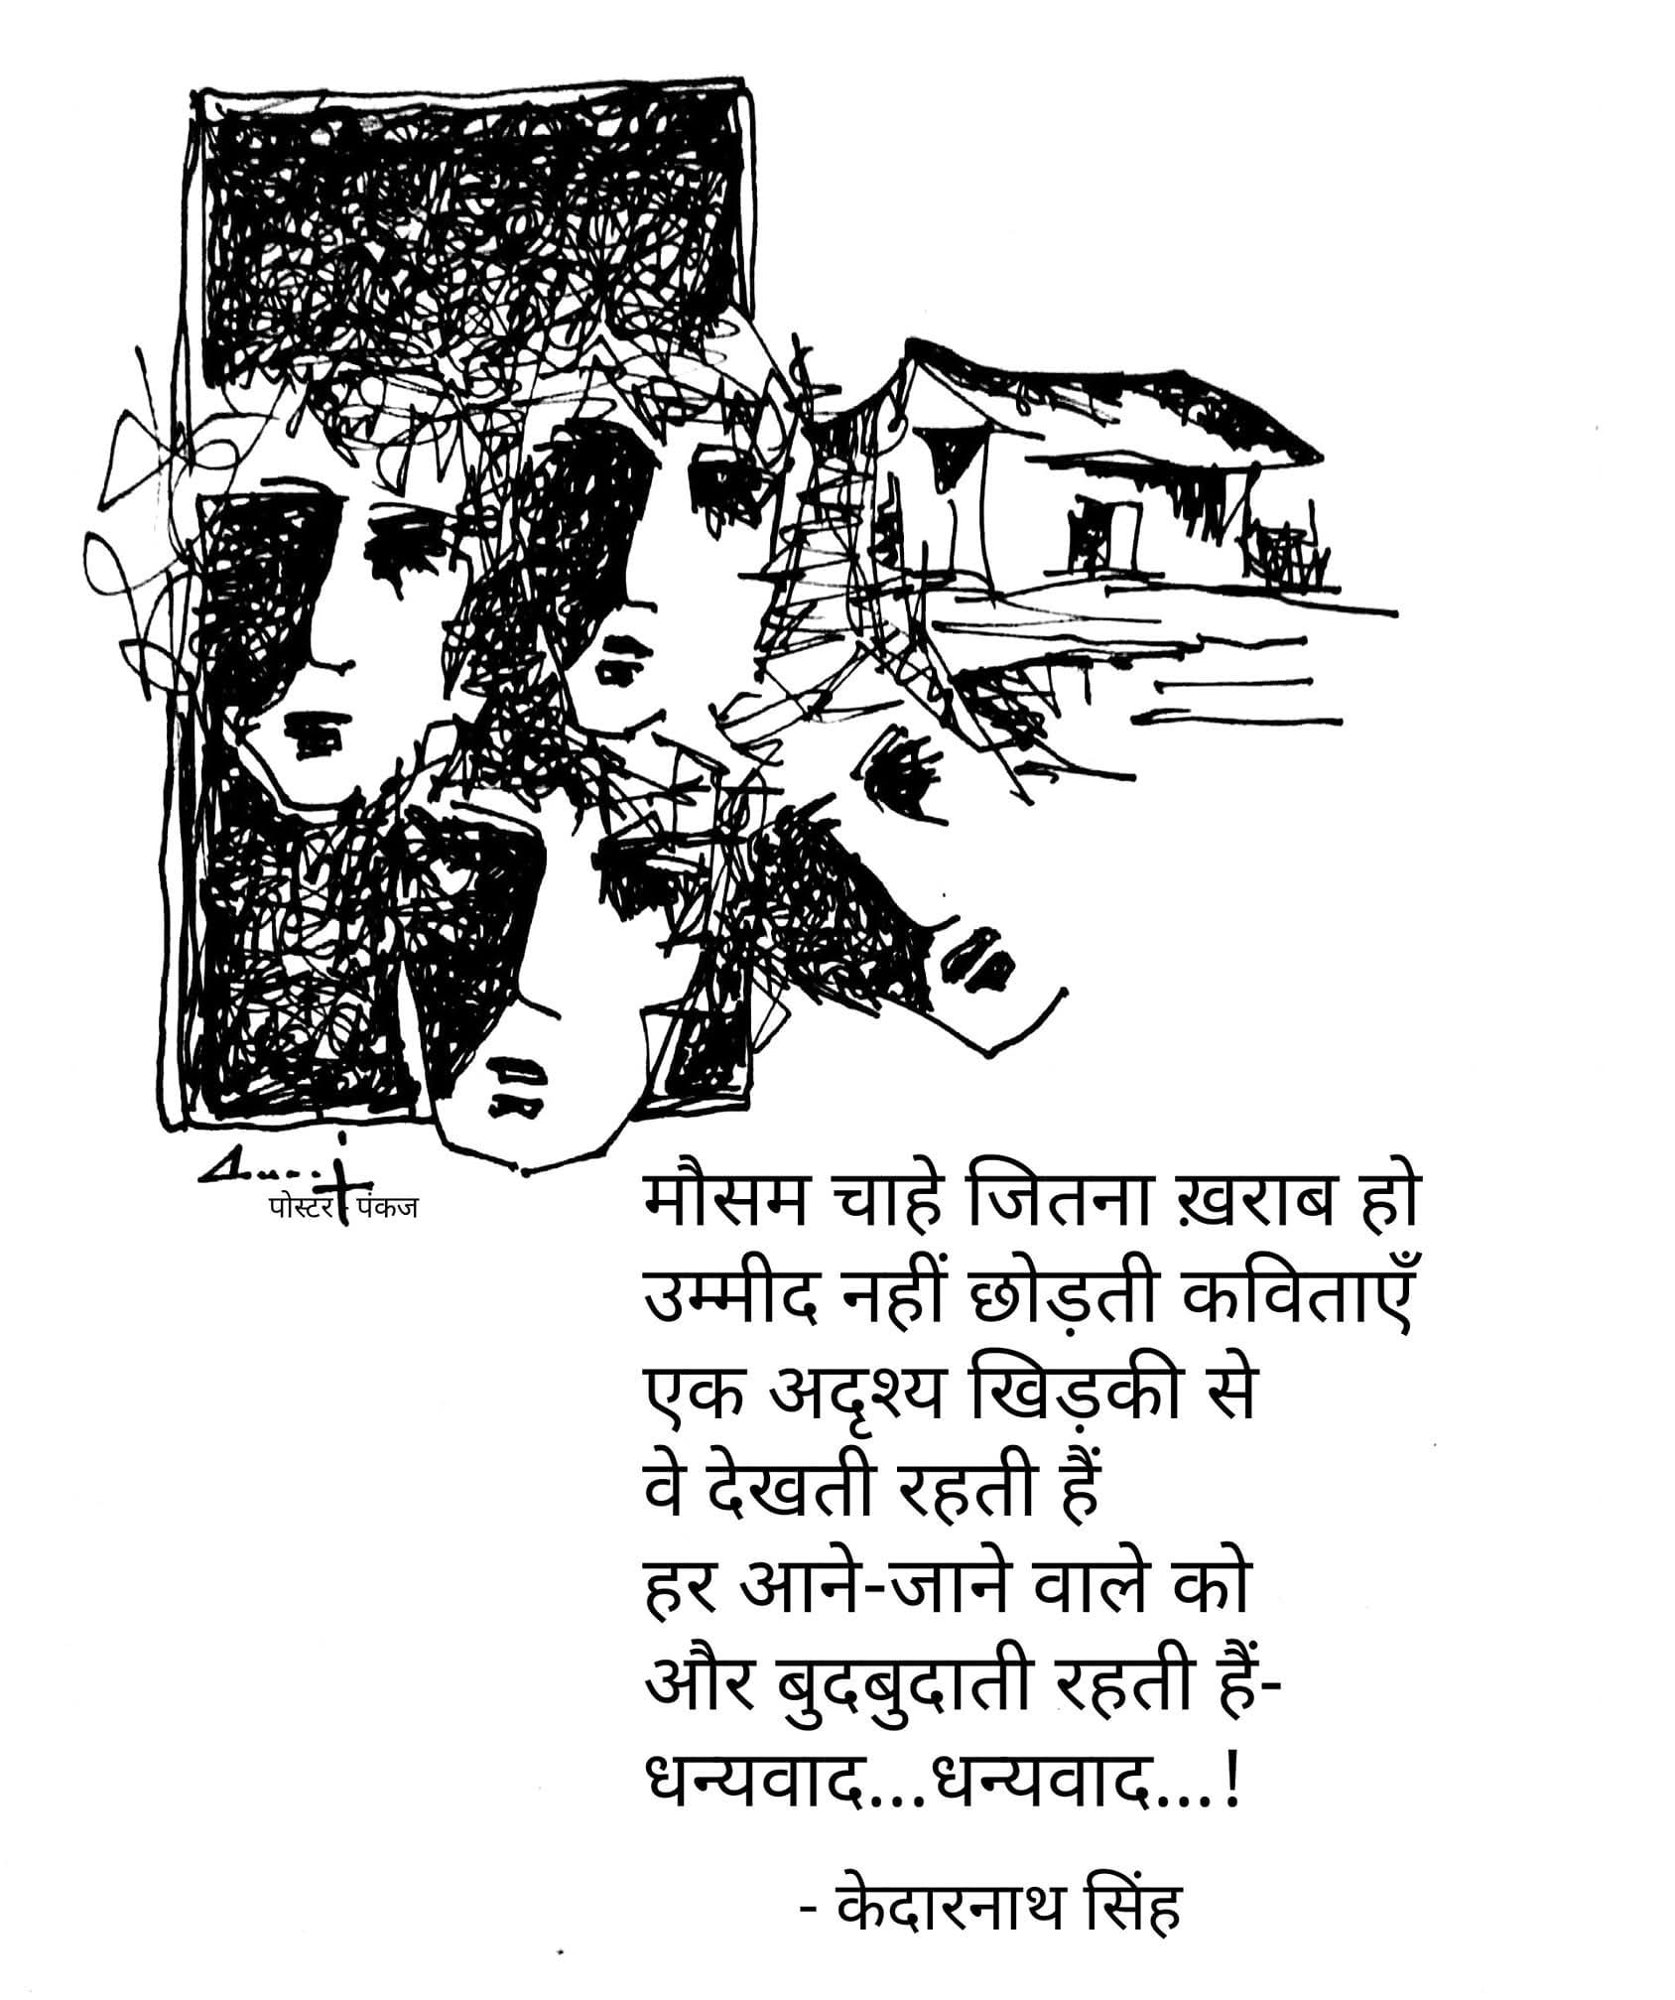 पोस्टर - पंकज
मौसम चाहे जितना ख़राब हो
उम्मीद नहीं छोड़ती कविताएँ
एक अदृश्य खिड़की से
वे देखती रहती हैं
हर आने-जाने वाले को
और बुदबुदाती रहती हैं-
धन्यवाद...धन्यवाद...!
- केदारनाथ सिंह